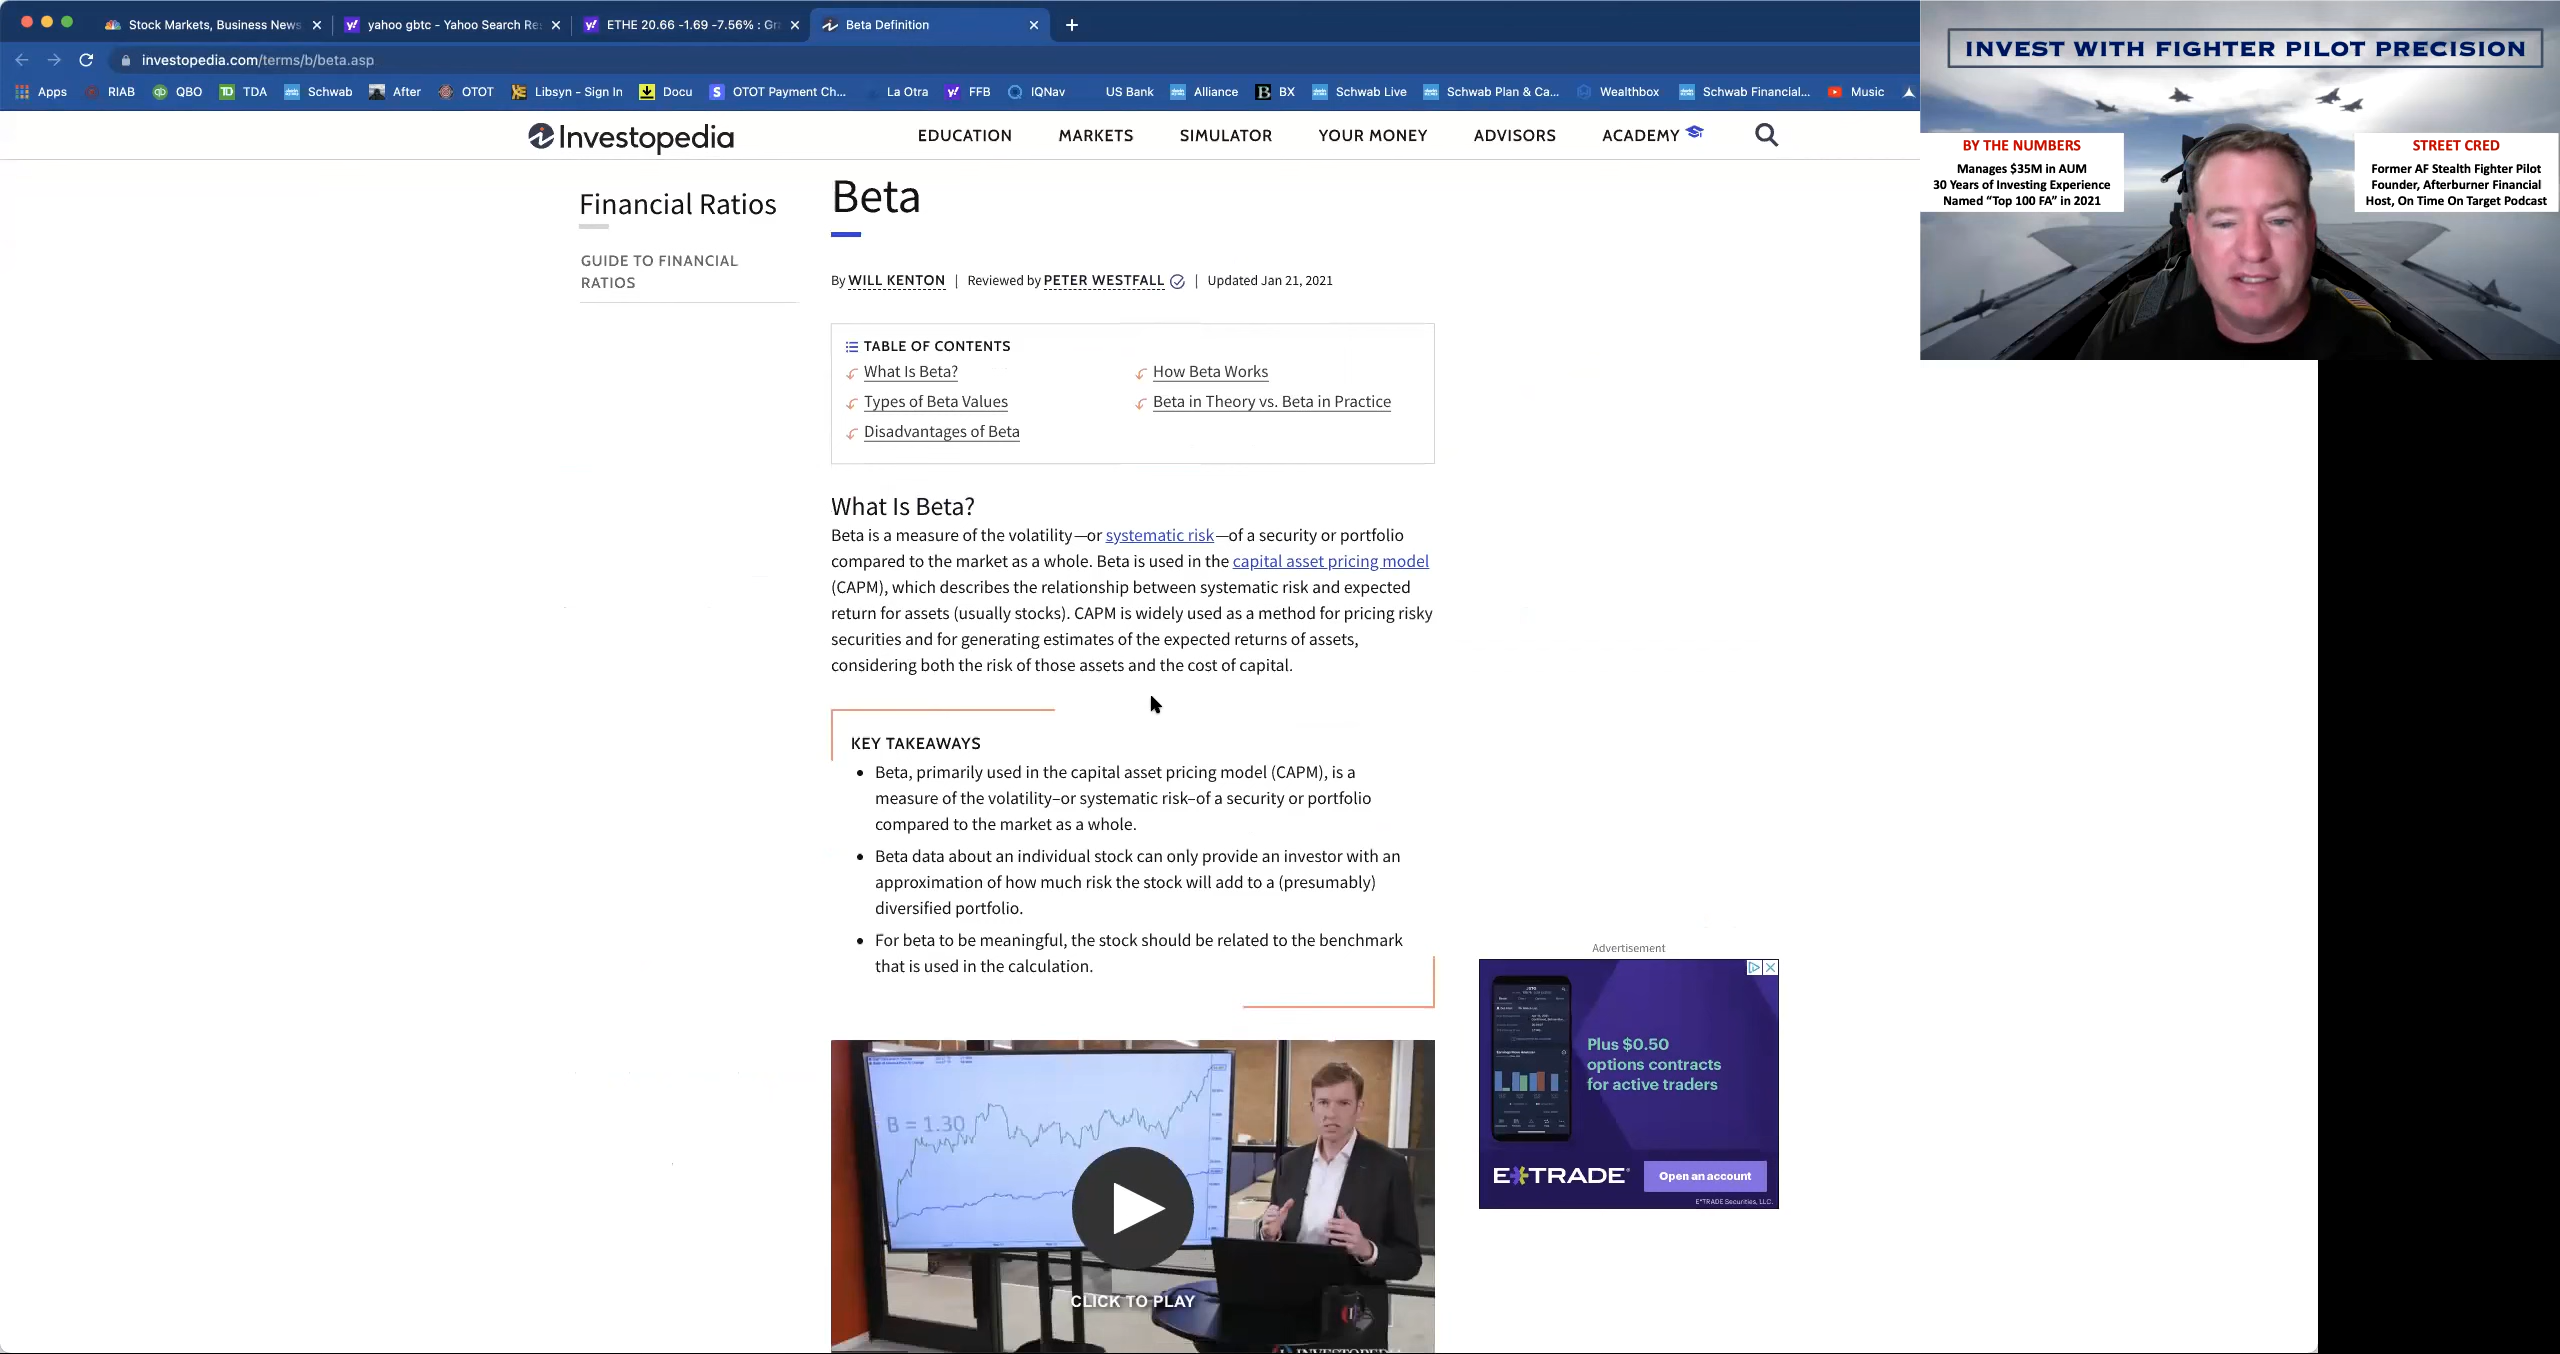 Stock Markets, Business News
yahoo gbtc - Yahoo Search Re
ETHE 20.66 -1.69 -7.56% : Gr
Beta Definition
investopedia.com/terms/b/beta.asp
Apps RIAB QBO TDA Schwab After OTOT Libsyn - Sign In Docu OTOT Payment Ch... La Otra FFB IQNav US Bank Alliance BX Schwab Live Schwab Plan & Ca... Wealthbox Schwab Financial... Music
INVEST WITH FIGHTER PILOT PRECISION
BY THE NUMBERS
Manages $35M in AUM
30 Years of Investing Experience
Named “Top 100 FA” in 2021
STREET CRED
Former AF Stealth Fighter Pilot
Founder, Afterburner Financial
Host, On Time On Target Podcast
Investopedia
EDUCATION MARKETS SIMULATOR YOUR MONEY ADVISORS ACADEMY
Financial Ratios
GUIDE TO FINANCIAL
RATIOS
Beta
By WILL KENTON | Reviewed by PETER WESTFALL | Updated Jan 21, 2021
TABLE OF CONTENTS
What Is Beta? How Beta Works
Types of Beta Values Beta in Theory vs. Beta in Practice
Disadvantages of Beta
What Is Beta?
Beta is a measure of the volatility—or systematic risk—of a security or portfolio
compared to the market as a whole. Beta is used in the capital asset pricing model
(CAPM), which describes the relationship between systematic risk and expected
return for assets (usually stocks). CAPM is widely used as a method for pricing risky
securities and for generating estimates of the expected returns of assets,
considering both the risk of those assets and the cost of capital.
KEY TAKEAWAYS
• Beta, primarily used in the capital asset pricing model (CAPM), is a
measure of the volatility–or systematic risk–of a security or portfolio
compared to the market as a whole.
• Beta data about an individual stock can only provide an investor with an
approximation of how much risk the stock will add to a (presumably)
diversified portfolio.
• For beta to be meaningful, the stock should be related to the benchmark
that is used in the calculation.
B = 1.30
CLICK TO PLAY
INVESTOPEDIA
Advertisement
Plus $0.50
options contracts
for active traders
E*TRADE
Open an account
E*TRADE Securities, LLC.